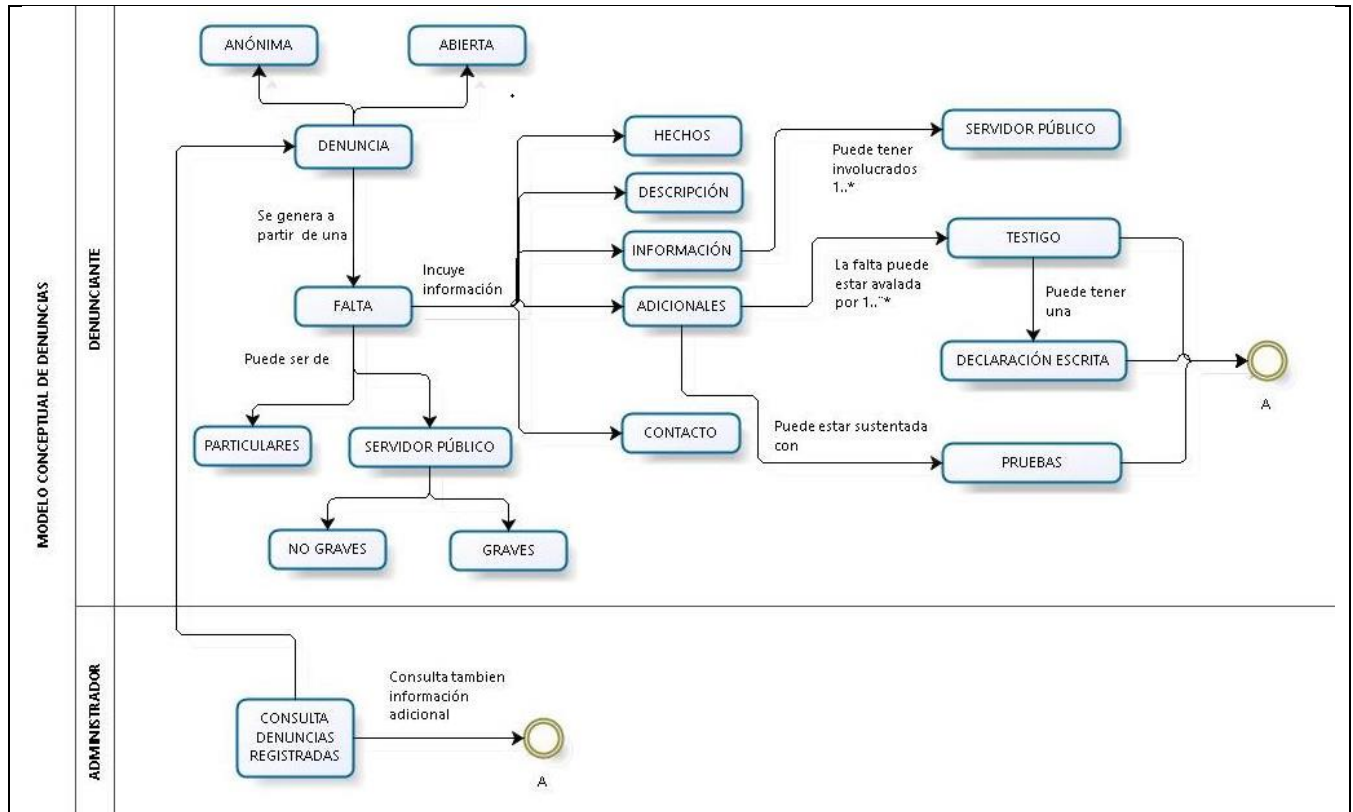 MODELO CONCEPTUAL DE DENUNCIAS
DENUNCIANTE
ANÓNIMA
ABIERTA
DENUNCIA
Se genera a
partir de una
FALTA
Incuye
información
Puede ser de
PARTICULARES
SERVIDOR PÚBLICO
NO GRAVES
GRAVES
HECHOS
DESCRIPCIÓN
INFORMACIÓN
ADICIONALES
CONTACTO
Puede tener
involucrados
1..*
SERVIDOR PÚBLICO
La falta puede
estar avalada
por 1..¨*
TESTIGO
Puede tener
una
DECLARACIÓN ESCRITA
Puede estar sustentada
con
PRUEBAS
A
ADMINISTRADOR
CONSULTA
DENUNCIAS
REGISTRADAS
Consulta tambien
información
adicional
A